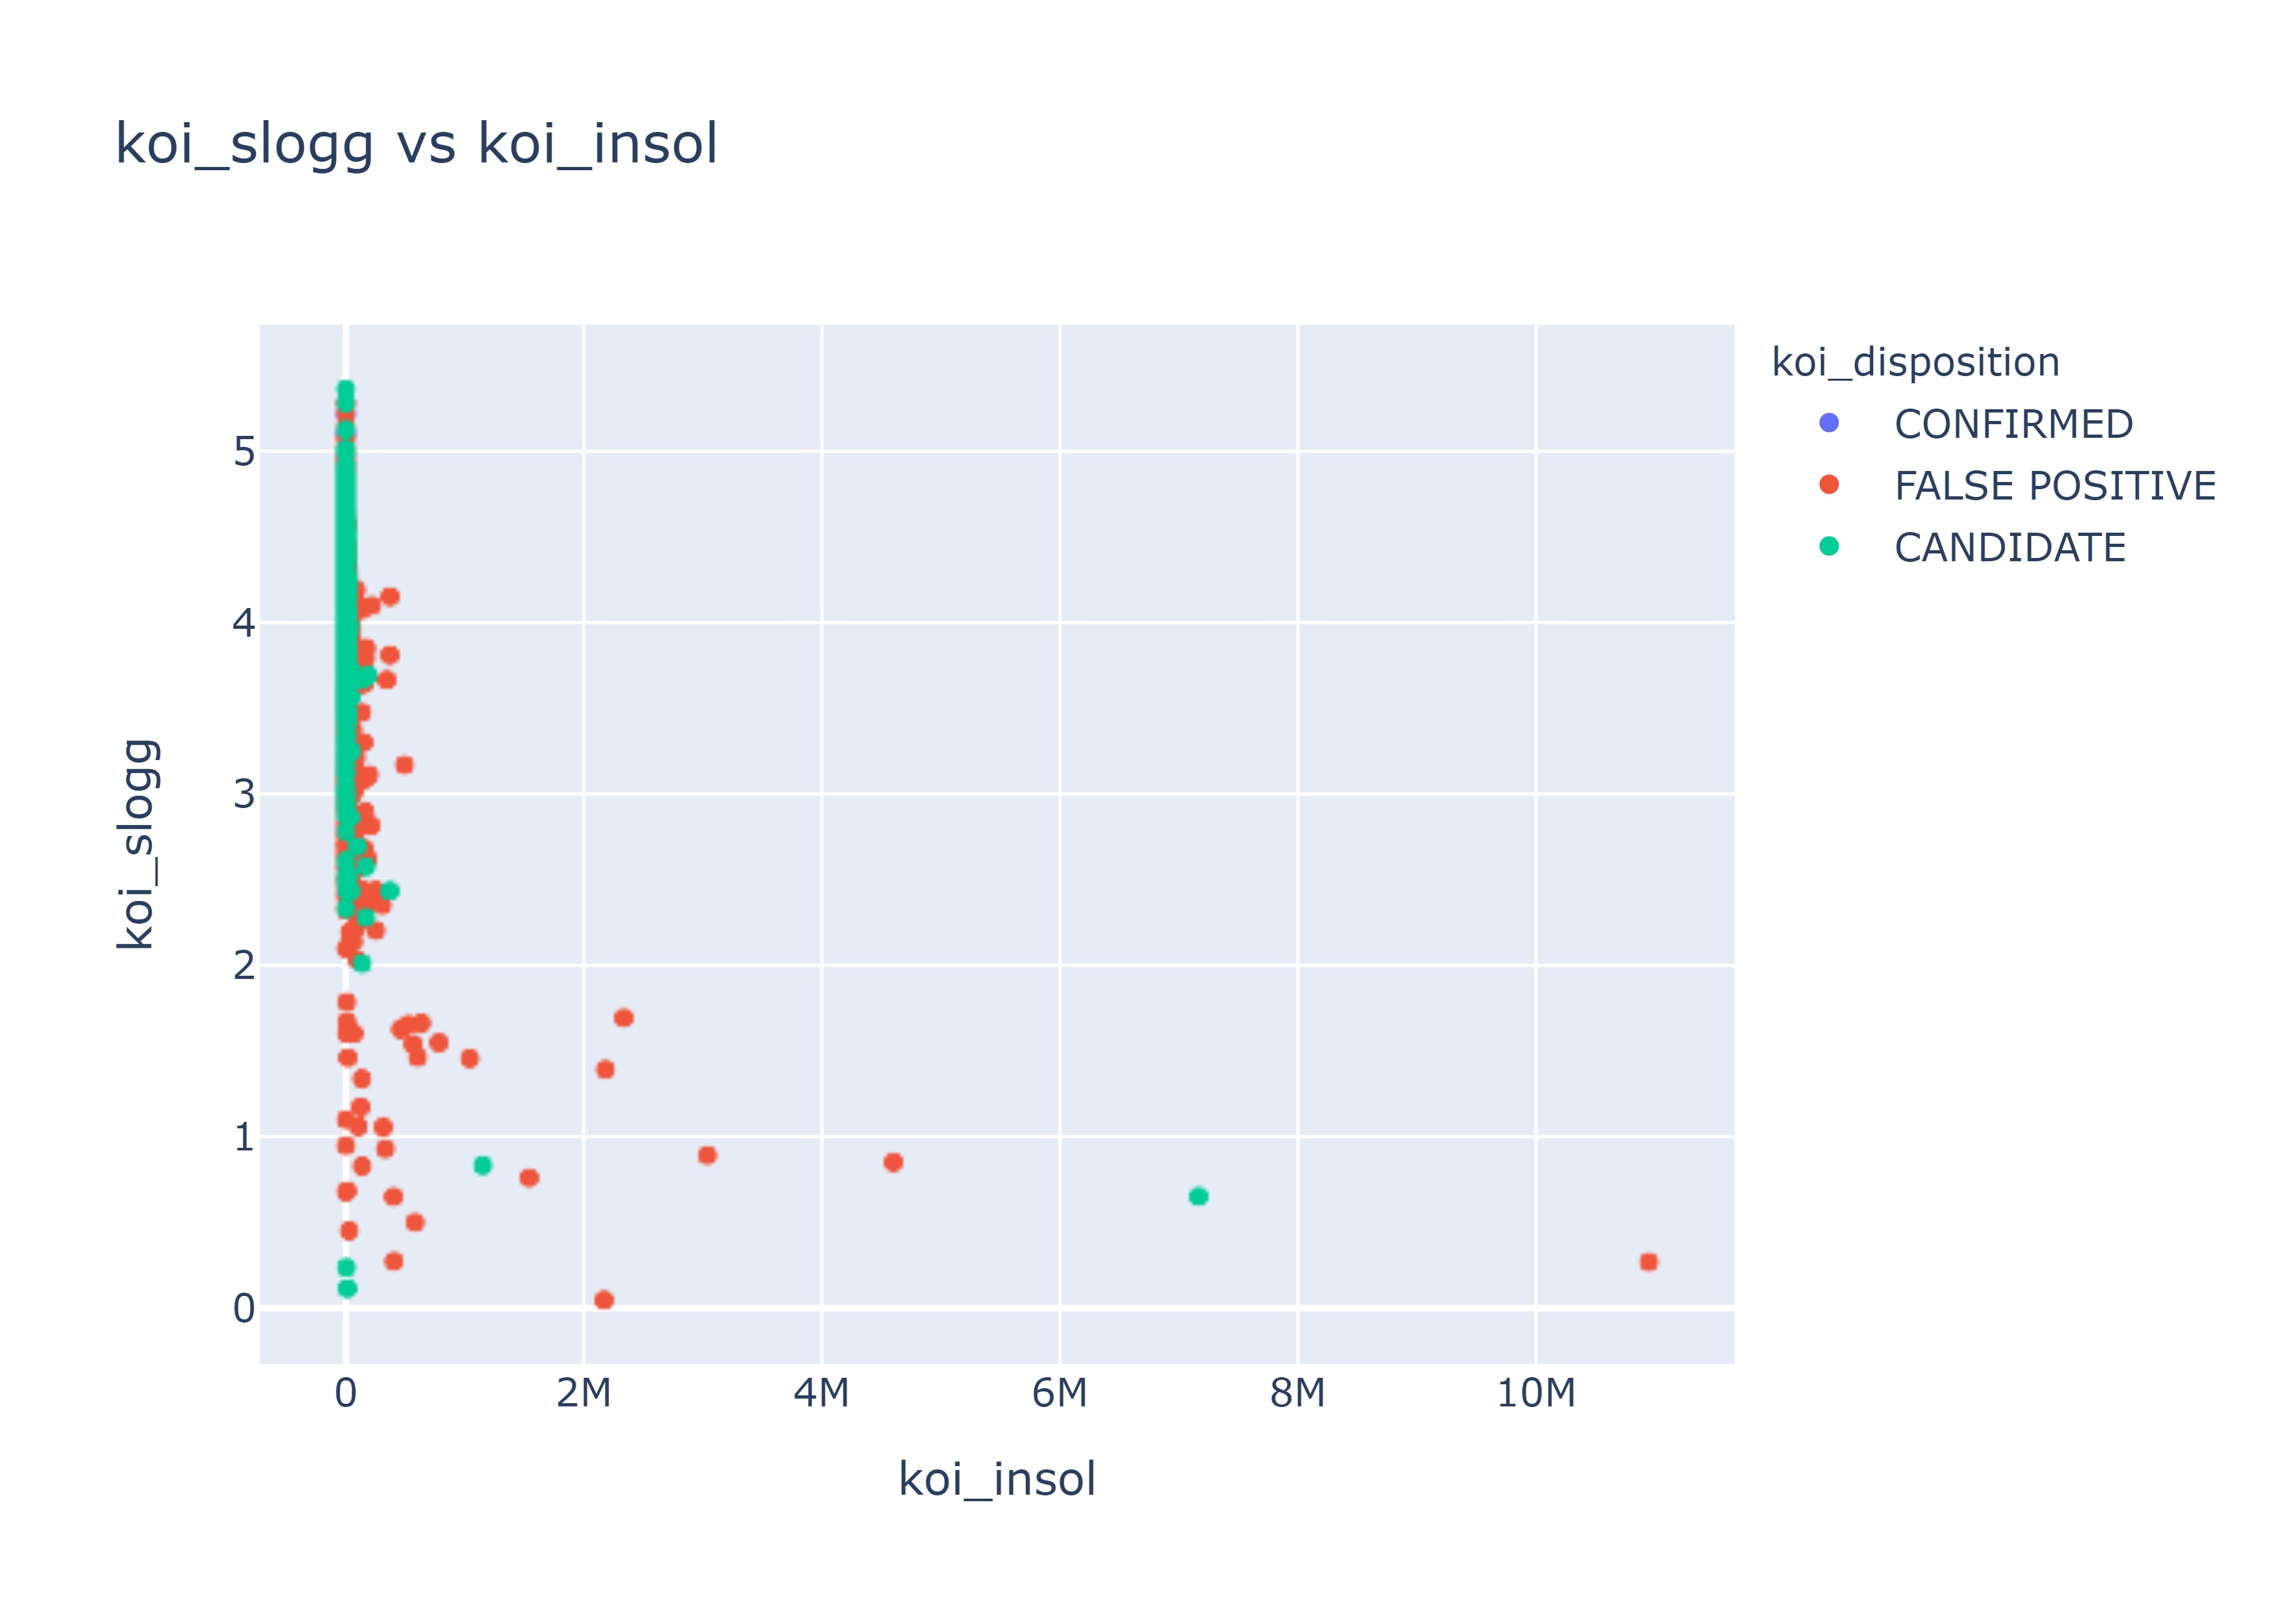 koi_slogg vs koi_insol
koi_disposition
CONFIRMED
FALSE POSITIVE
CANDIDATE
koi_slogg
5
4
3
2
1
0
0 2M 4M 6M 8M 10M
koi_insol